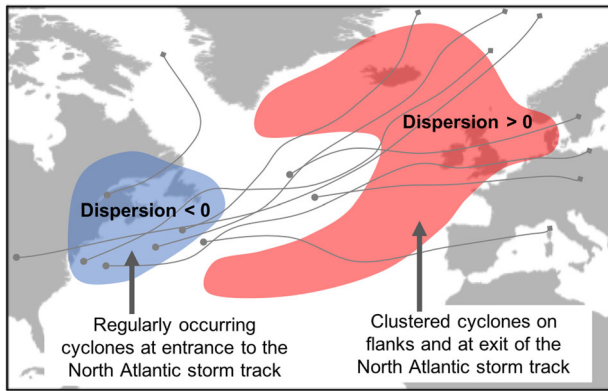 Dispersion > 0
Dispersion < 0
Regularly occurring
cyclones at entrance to the
North Atlantic storm track
Clustered cyclones on
flanks and at exit of the
North Atlantic storm track